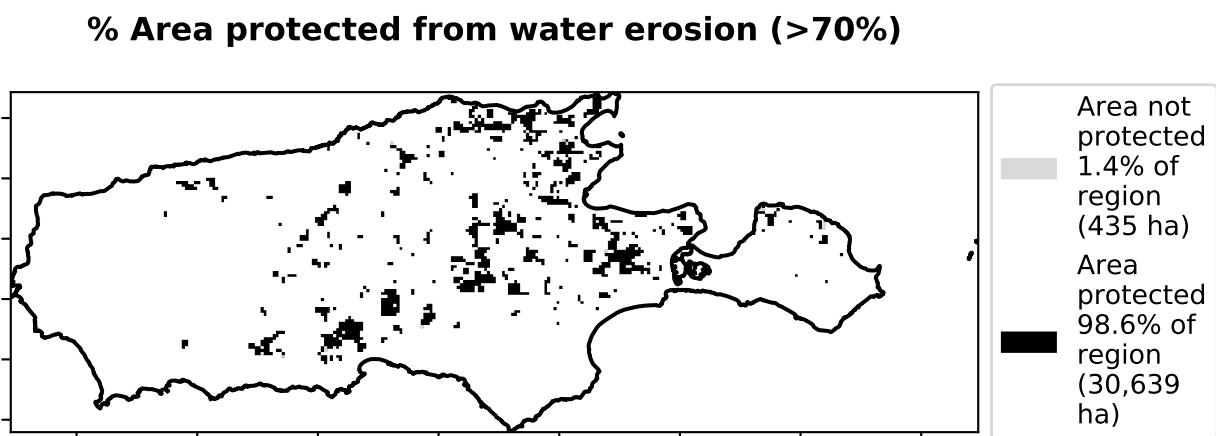 % Area protected from water erosion (>70%)
Area not
protected
1.4% of
region
(435 ha)
Area
protected
98.6% of
region
(30,639
ha)